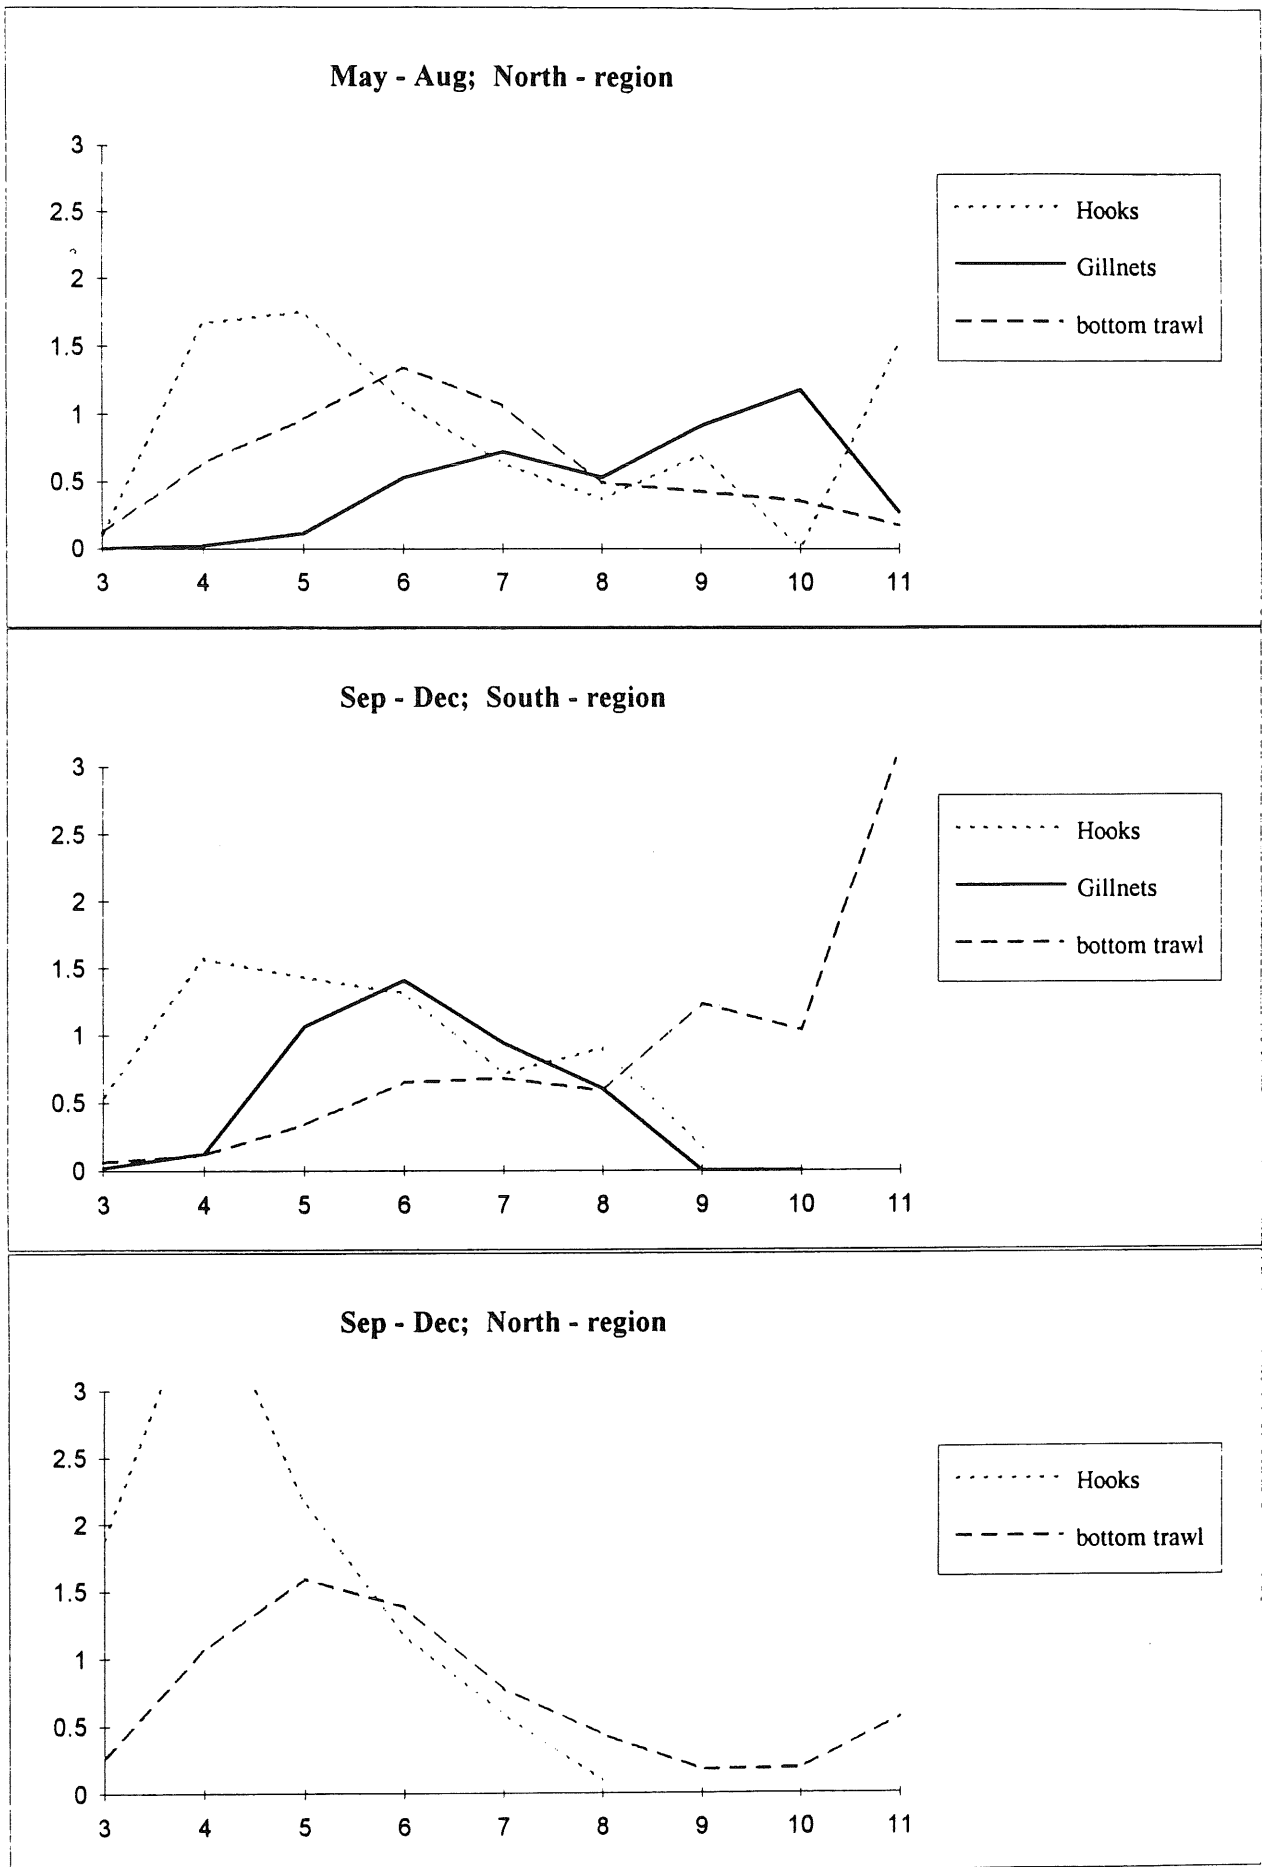 May - Aug; North - region
3
2.5
2
1.5
1
0.5
0
3 4 5 6 7 8 9 10 11
Hooks
Gillnets
bottom trawl
Sep - Dec; South - region
3
2.5
2
1.5
1
0.5
0
3 4 5 6 7 8 9 10 11
Hooks
Gillnets
bottom trawl
Sep - Dec; North - region
3
2.5
2
1.5
1
0.5
0
3 4 5 6 7 8 9 10 11
Hooks
bottom trawl